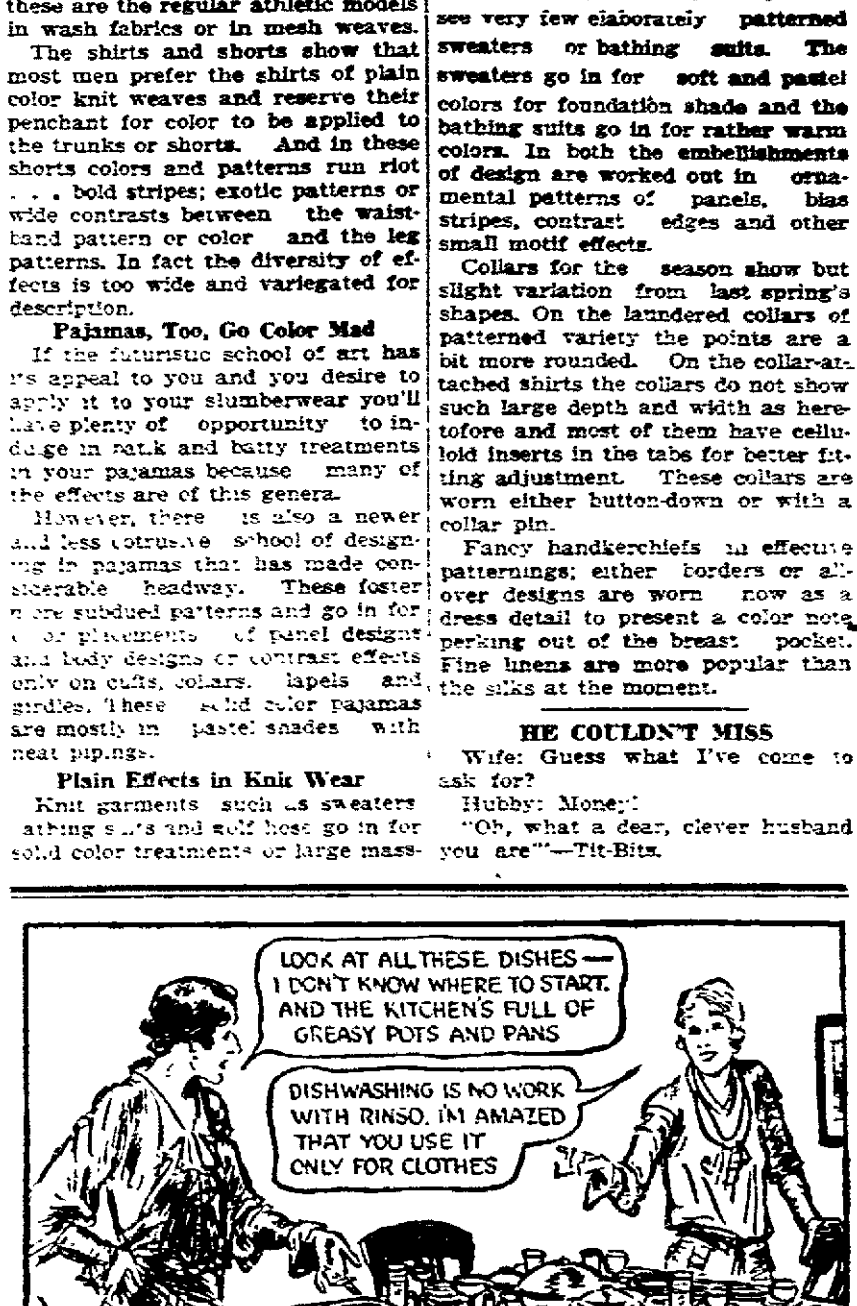 these are the regular athletic models
in wash fabrics or in mesh weaves.
The shirts and shorts show that
most men prefer the shirts of plain
color knit weaves and reserve their
penchant for color to be applied to
the trunks or shorts. And in these
shorts colors and patterns run riot
. . . bold stripes; exotic patterns or
wide contrasts between the waist-
band pattern or color and the leg
patterns. In fact the diversity of ef-
fects is too wide and variegated for
description.
Pajamas, Too, Go Color Mad
If the futuristic school of art has
its appeal to you and you desire to
apply it to your slumberwear you'll
have plenty of opportunity to in-
dulge in batik and batty treatments
in your pajamas because many of
the effects are of this genera.
However, there is also a newer
and less obtrusive school of design-
ing in pajamas that has made con-
siderable headway. These foster
more subdued patterns and go in for
color placements of panel designs
and body designs or contrast effects
only on cuffs, collars, lapels and
girdles. These solid color pajamas
are mostly in pastel shades with
neat pipings.
Plain Effects in Knit Wear
Knit garments such as sweaters
bathing suits and golf hose go in for
solid color treatments or large mass-
see very few elaborately patterned
sweaters or bathing suits. The
sweaters go in for soft and pastel
colors for foundation shade and the
bathing suits go in for rather warm
colors. In both the embellishments
of design are worked out in orna-
mental patterns of panels, bias
stripes, contrast edges and other
small motif effects.
Collars for the season show but
slight variation from last spring's
shapes. On the laundered collars of
patterned variety the points are a
bit more rounded. On the collar-at-
tached shirts the collars do not show
such large depth and width as here-
tofore and most of them have cellu-
loid inserts in the tabs for better fit-
ting adjustment. These collars are
worn either button-down or with a
collar pin.
Fancy handkerchiefs in effective
patternings; either borders or all-
over designs are worn now as a
dress detail to present a color note
perking out of the breast pocket.
Fine linens are more popular than
the silks at the moment.
HE COULDN'T MISS
Wife: Guess what I've come to
ask for?
Hubby: Money!
"Oh, what a dear, clever husband
you are"'—Tit-Bits.
LOOK AT ALL THESE DISHES —
I DON'T KNOW WHERE TO START.
AND THE KITCHEN'S FULL OF
GREASY POTS AND PANS
DISHWASHING IS NO WORK
WITH RINSO. I'M AMAZED
THAT YOU USE IT
ONLY FOR CLOTHES